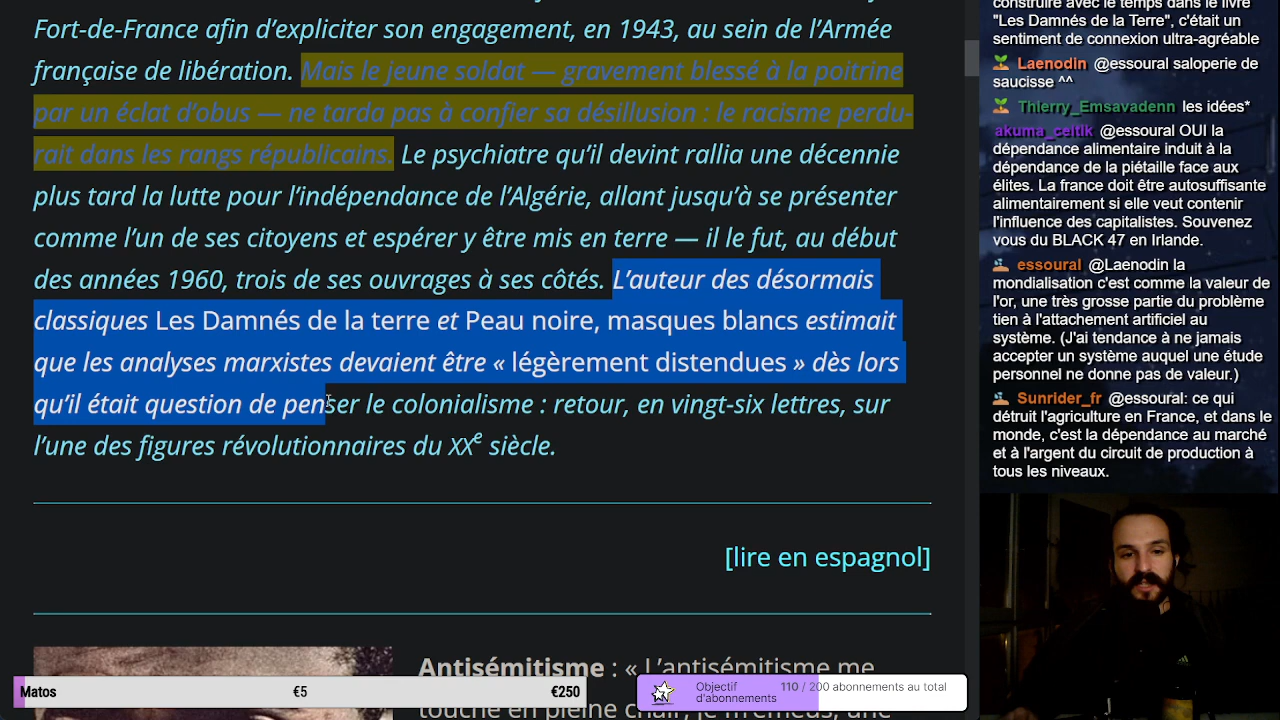 Fort-de-France afin d’expliciter son engagement, en 1943, au sein de l’Armée
française de libération. Mais le jeune soldat — gravement blessé à la poitrine
par un éclat d’obus — ne tarda pas à confier sa désillusion : le racisme perdu-
rait dans les rangs républicains. Le psychiatre qu’il devint rallia une décennie
plus tard la lutte pour l’indépendance de l’Algérie, allant jusqu’à se présenter
comme l’un de ses citoyens et espérer y être mis en terre — il le fut, au début
des années 1960, trois de ses ouvrages à ses côtés. L’auteur des désormais
classiques Les Damnés de la terre et Peau noire, masques blancs estimait
que les analyses marxistes devaient être « légèrement distendues » dès lors
qu’il était question de penser le colonialisme : retour, en vingt-six lettres, sur
l’une des figures révolutionnaires du XXe siècle.
[lire en espagnol]
Antisémitisme : « L’antisémitisme me
touche en pleine chair, je m’émeus, une
Matos €5 €250
Objectif d'abonnements
110 / 200 abonnements au total
construire avec le temps dans le livre
"Les Damnés de la Terre", c'était un
sentiment de connexion ultra-agréable
Laenodin @essoural saloperie de
saucisse ^^
Thierry_Emsavadenn les idées*
akuma_celtik @essoural OUI la
dépendance alimentaire induit à la
dépendance de la piétaille face aux
élites. La france doit être autosuffisante
alimentairement si elle veut contenir
l'influence des capitalistes. Souvenez
vous du BLACK 47 en Irlande.
essoural @Laenodin la
mondialisation c'est comme la valeur de
l'or, une très grosse partie du problème
tien à l'attachement artificiel au
système. (J'ai tendance à ne jamais
accepter un système auquel une étude
personnel ne donne pas de valeur.)
Sunrider_fr @essoural: ce qui
détruit l'agriculture en France, et dans le
monde, c'est la dépendance au marché
et à l'argent du circuit de production à
tous les niveaux.